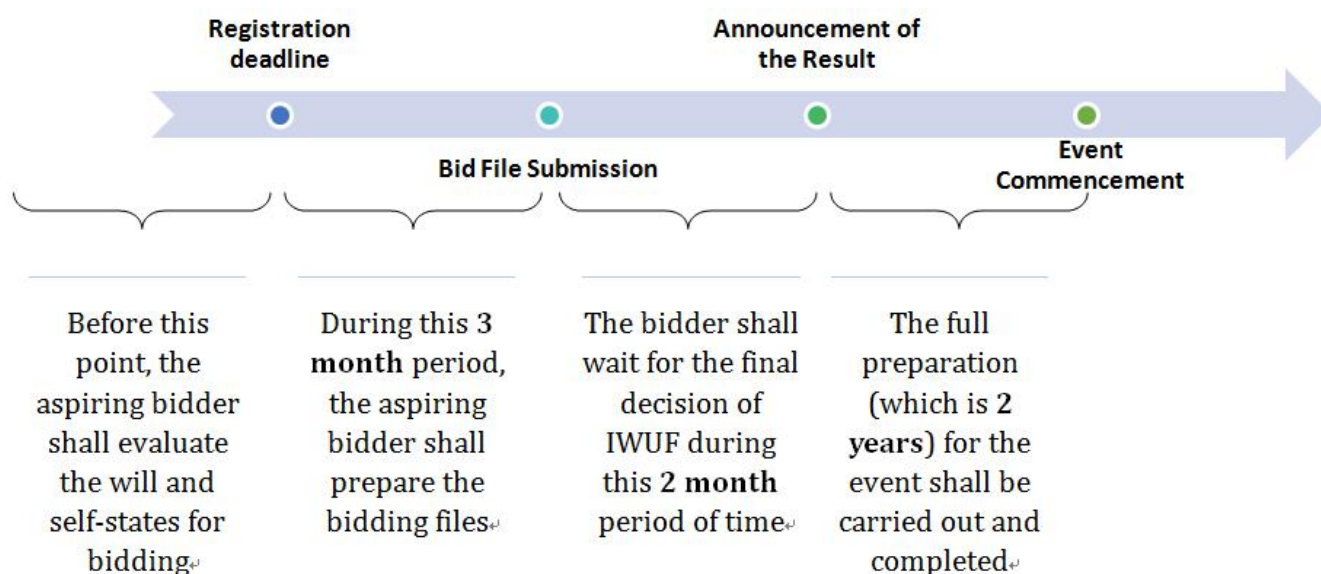 Registration
deadline
Announcement of
the Result
Bid File Submission
Event
Commencement
Before this
point, the
aspiring bidder
shall evaluate
the will and
self-states for
bidding
During this 3
month period,
the aspiring
bidder shall
prepare the
bidding files
The bidder shall
wait for the final
decision of
IWUF during
this 2 month
period of time
The full
preparation
(which is 2
years) for the
event shall be
carried out and
completed